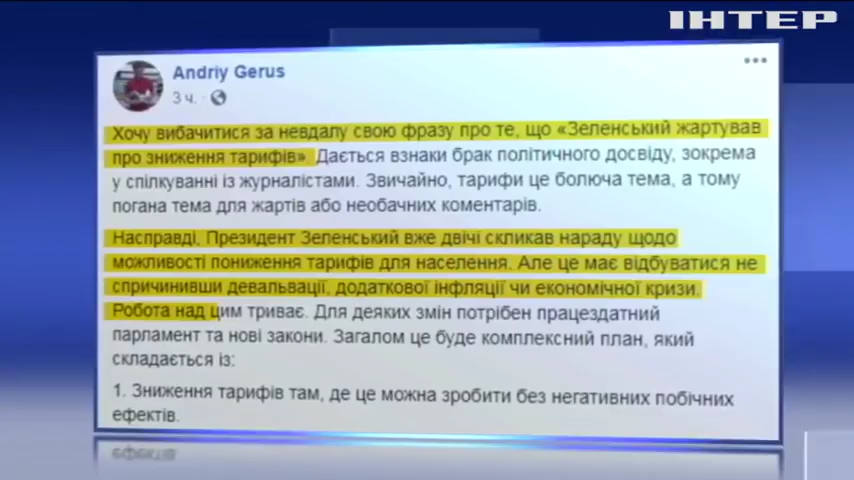 ІНТЕР
Andriy Gerus
3 ч.
Хочу вибачитися за невдалу свою фразу про те, що «Зеленський жартував
про зниження тарифів». Дається взнаки брак політичного досвіду, зокрема
у спілкуванні із журналістами. Звичайно, тарифи це болюча тема, а тому
погана тема для жартів або необачних коментарів.
Насправді, Президент Зеленський вже двічі скликав нараду щодо
можливості пониження тарифів для населення. Але це має відбуватися не
спричинивши девальвації, додаткової інфляції чи економічної кризи.
Робота над цим триває. Для деяких змін потрібен працездатний
парламент та нові закони. Загалом це буде комплексний план, який
складається із:
1. Зниження тарифів там, де це можна зробити без негативних побічних
ефектів.